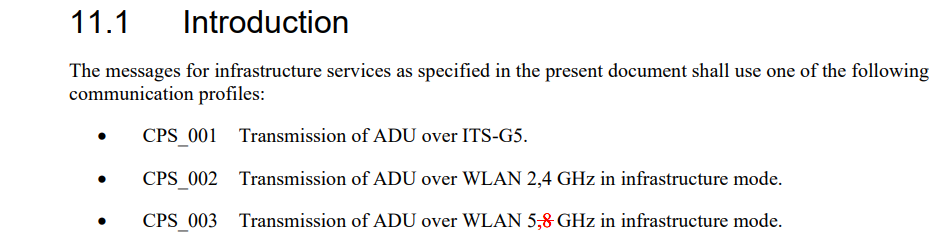 11.1 Introduction
The messages for infrastructure services as specified in the present document shall use one of the following
communication profiles:
• CPS_001 Transmission of ADU over ITS-G5.
• CPS_002 Transmission of ADU over WLAN 2,4 GHz in infrastructure mode.
• CPS_003 Transmission of ADU over WLAN 5,8 GHz in infrastructure mode.